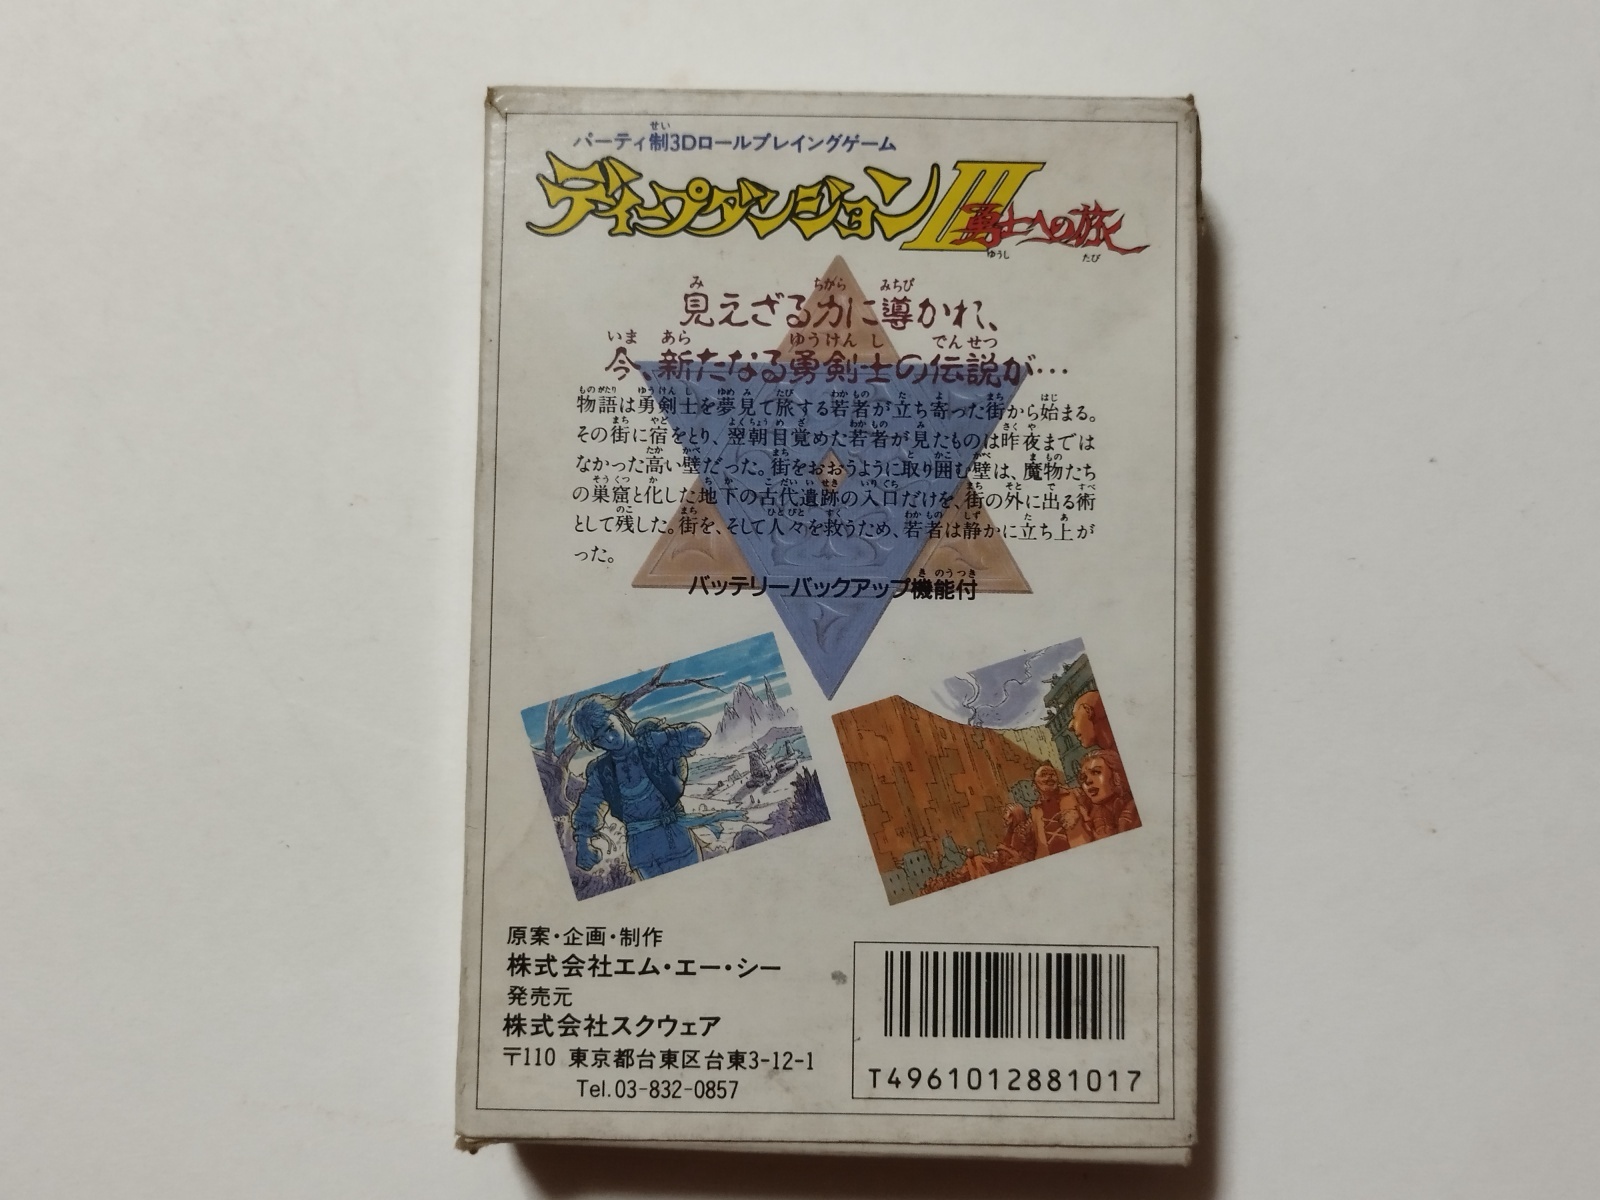 パーティ制3Dロールプレイングゲーム
ディープダンジョンIII 勇士への旅
見えざる力に導かれ、
今、新たなる勇剣士の伝説が…
物語は勇剣士を夢見て旅する若者が立ち寄った街から始まる。
その街に宿をとり、翌朝目覚めた若者が見たものは昨夜までは
なかった高い壁だった。街をおおうように取り囲む壁は、魔物たち
の巣窟と化した地下の古代遺跡の入口だけを、街の外に出る術
として残した。街を、そして人々を救うため、若者は静かに立ち上が
った。
バッテリーバックアップ機能付
原案・企画・制作
株式会社エム・エー・シー
発売元
株式会社スクウェア
〒110 東京都台東区台東3-12-1
Tel.03-832-0857
T4961012881017